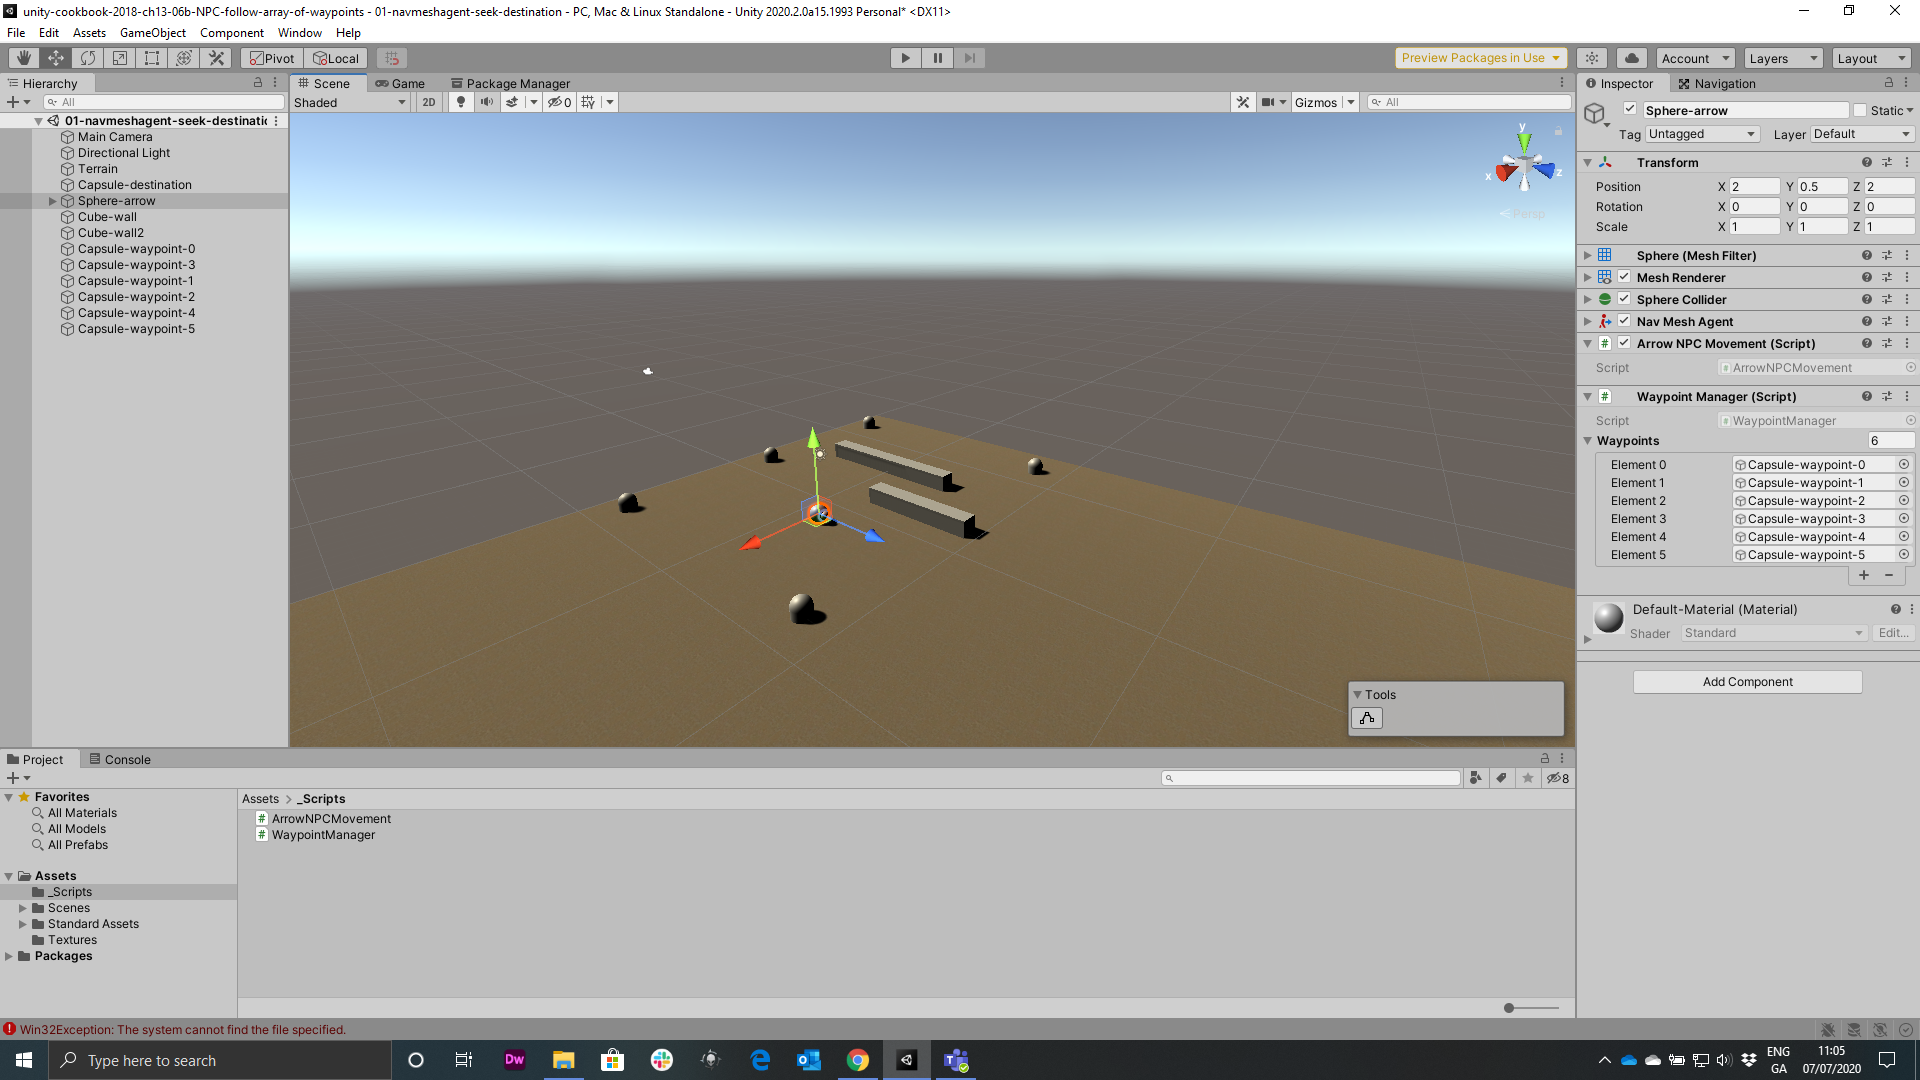 unity-cookbook-2018-ch13-06b-NPC-follow-array-of-waypoints - 01-navmeshagent-seek-destination - PC, Mac & Linux Standalone - Unity 2020.2.0a15.1993 Personal* <DX11>
File Edit Assets GameObject Component Window Help
Pivot Local Preview Packages in Use Account Layers Layout
Hierarchy
All
01-navmeshagent-seek-destinatic
Main Camera
Directional Light
Terrain
Capsule-destination
Sphere-arrow
Cube-wall
Cube-wall2
Capsule-waypoint-0
Capsule-waypoint-3
Capsule-waypoint-1
Capsule-waypoint-2
Capsule-waypoint-4
Capsule-waypoint-5
Scene Game Package Manager
Shaded 2D 0 Gizmos All
y
x z
Persp
Tools
Inspector Navigation
Sphere-arrow Static
Tag Untagged Layer Default
Transform
Position X 2 Y 0.5 Z 2
Rotation X 0 Y 0 Z 0
Scale X 1 Y 1 Z 1
Sphere (Mesh Filter)
Mesh Renderer
Sphere Collider
Nav Mesh Agent
# Arrow NPC Movement (Script)
Script # ArrowNPCMovement
# Waypoint Manager (Script)
Script # WaypointManager
Waypoints 6
Element 0 Capsule-waypoint-0
Element 1 Capsule-waypoint-1
Element 2 Capsule-waypoint-2
Element 3 Capsule-waypoint-3
Element 4 Capsule-waypoint-4
Element 5 Capsule-waypoint-5
+ −
Default-Material (Material)
Shader Standard Edit...
Add Component
Project Console
8
Favorites
All Materials
All Models
All Prefabs
Assets
_Scripts
Scenes
Standard Assets
Textures
Packages
Assets > _Scripts
# ArrowNPCMovement
# WaypointManager
Win32Exception: The system cannot find the file specified.
Type here to search
Dw
ENG
GA
11:05
07/07/2020